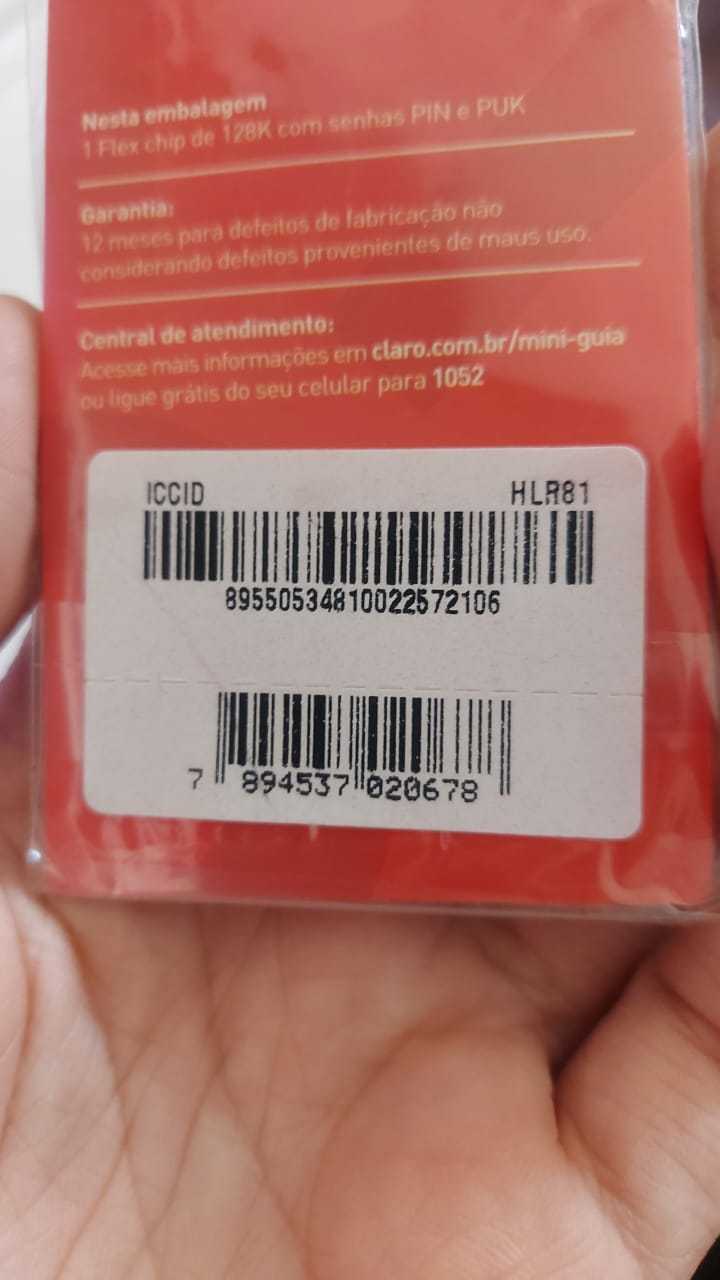 Nesta embalagem
1 Flex chip de 128K com senhas PIN e PUK
Garantia:
12 meses para defeitos de fabricação não
considerando defeitos provenientes de maus uso.
Central de atendimento:
Acesse mais informações em claro.com.br/mini-guia
ou ligue grátis do seu celular para 1052
ICCID HLR81
89550534810022572106
7 894537 020678